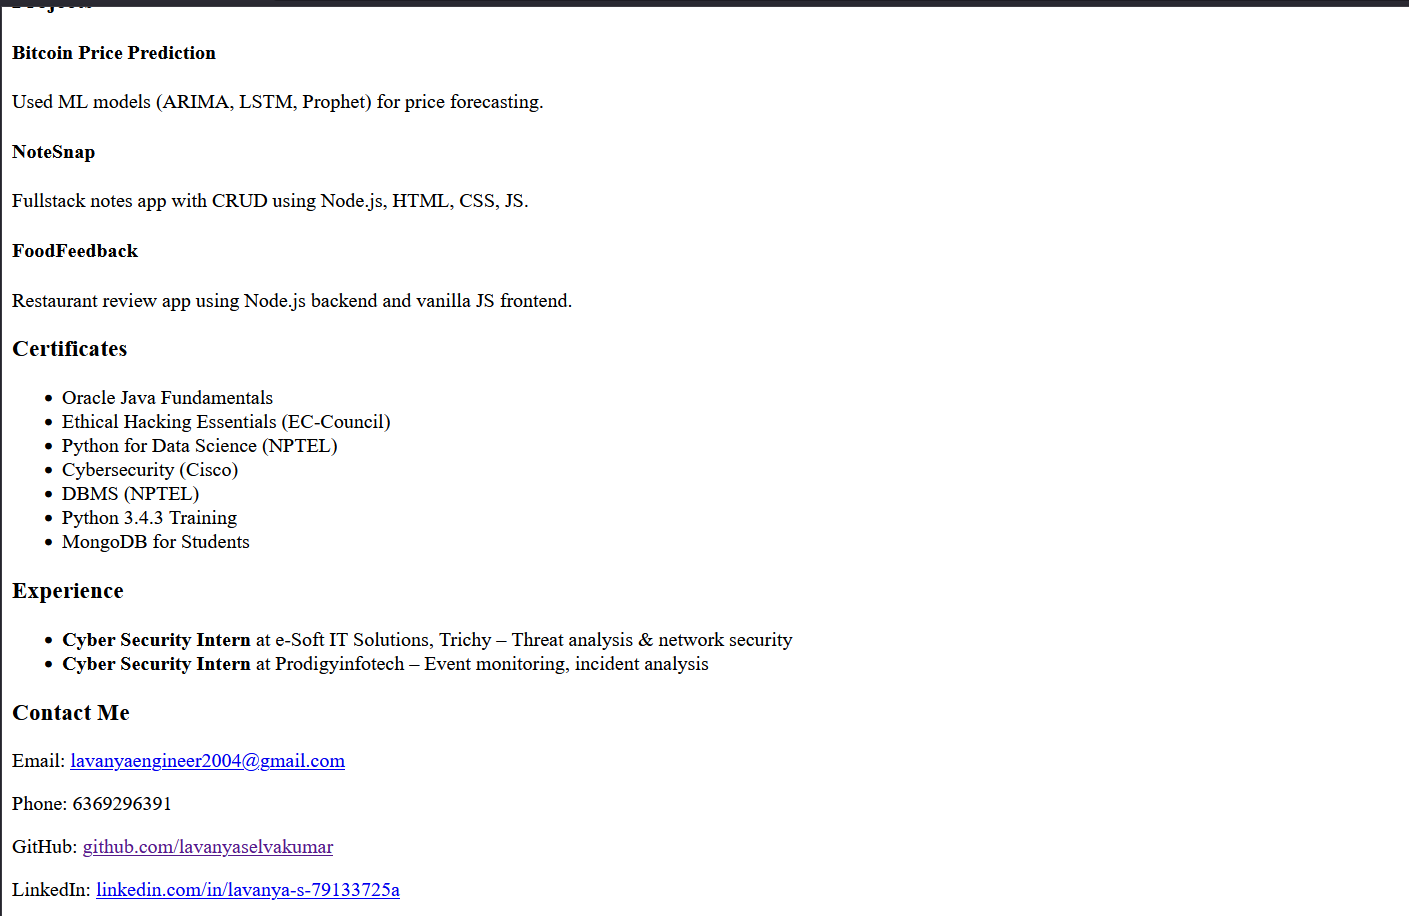 Projects
Bitcoin Price Prediction
Used ML models (ARIMA, LSTM, Prophet) for price forecasting.
NoteSnap
Fullstack notes app with CRUD using Node.js, HTML, CSS, JS.
FoodFeedback
Restaurant review app using Node.js backend and vanilla JS frontend.
Certificates
• Oracle Java Fundamentals
• Ethical Hacking Essentials (EC-Council)
• Python for Data Science (NPTEL)
• Cybersecurity (Cisco)
• DBMS (NPTEL)
• Python 3.4.3 Training
• MongoDB for Students
Experience
• Cyber Security Intern at e-Soft IT Solutions, Trichy – Threat analysis & network security
• Cyber Security Intern at Prodigyinfotech – Event monitoring, incident analysis
Contact Me
Email: lavanyaengineer2004@gmail.com
Phone: 6369296391
GitHub: github.com/lavanyaselvakumar
LinkedIn: linkedin.com/in/lavanya-s-79133725a